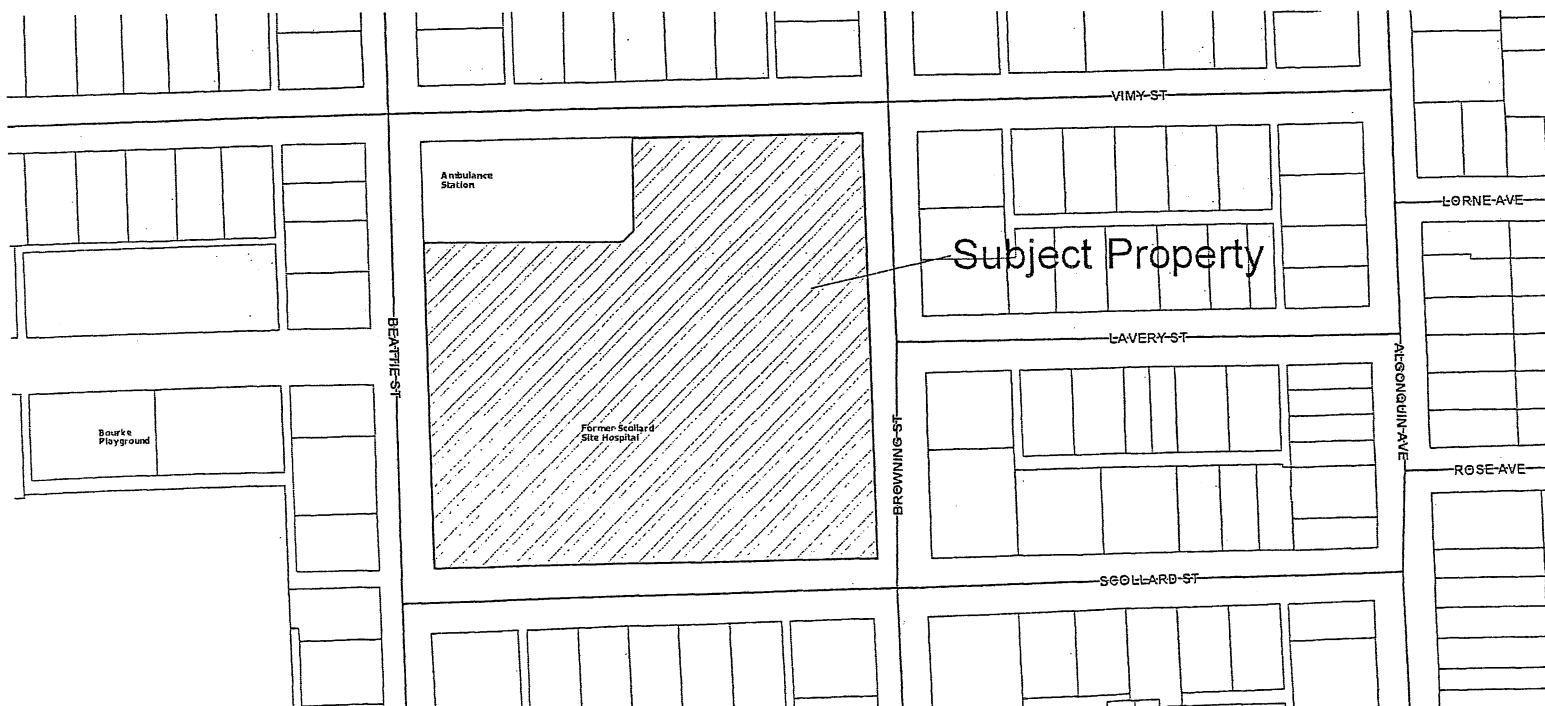 VIMY ST
Ambulance
Station
LORNE AVE
Subject Property
BEATTIE ST
LAVERY ST
ALGONQUIN AVE
Bourke
Playground
Former Scollard
Site Hospital
BROWNING ST
ROSE AVE
SCOLLARD ST